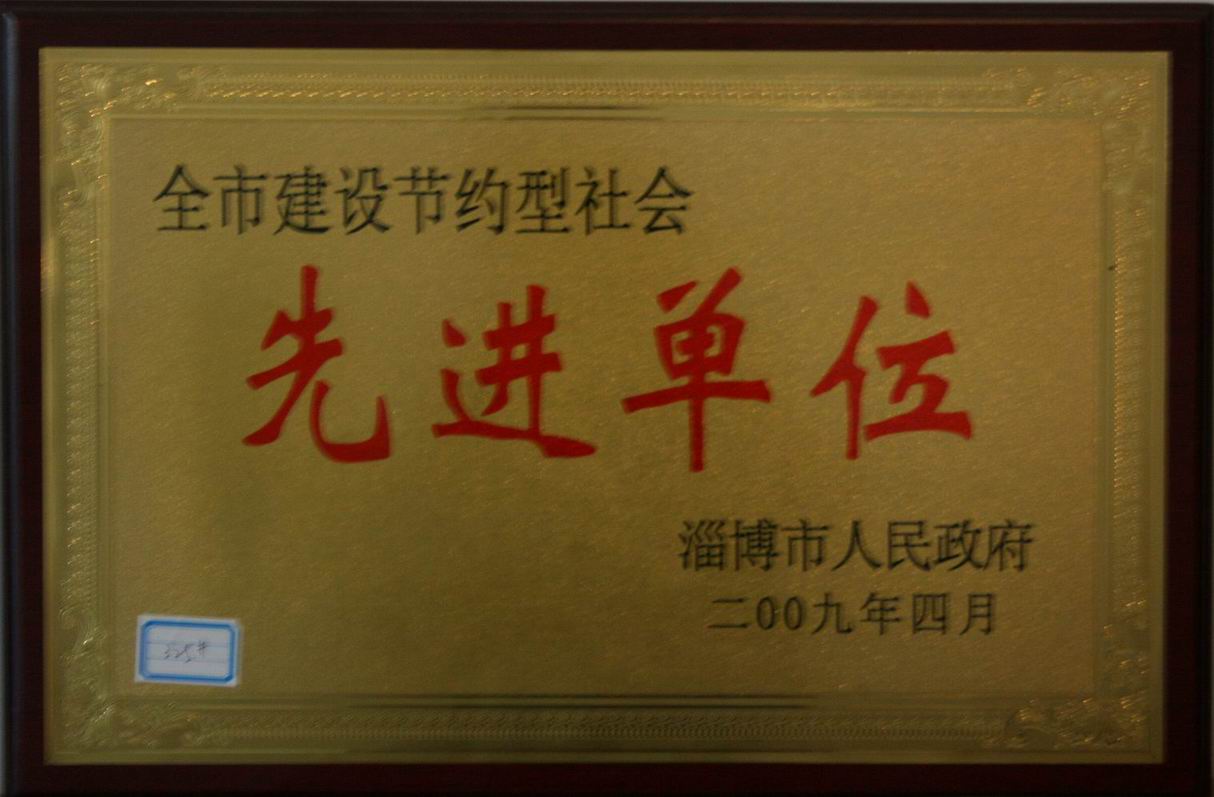 全市建设节约型社会
先进单位
淄博市人民政府
二00九年四月